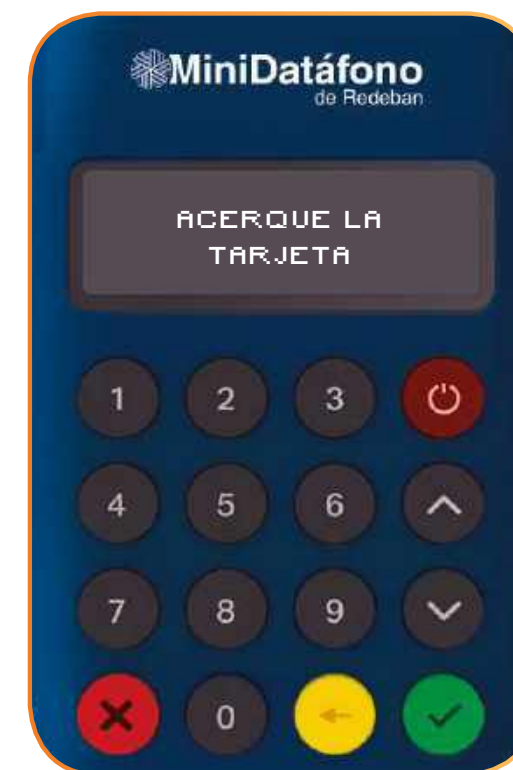 MiniDatáfono
de Redeban
ACERQUE LA
TARJETA
1 2 3
4 5 6
7 8 9
0